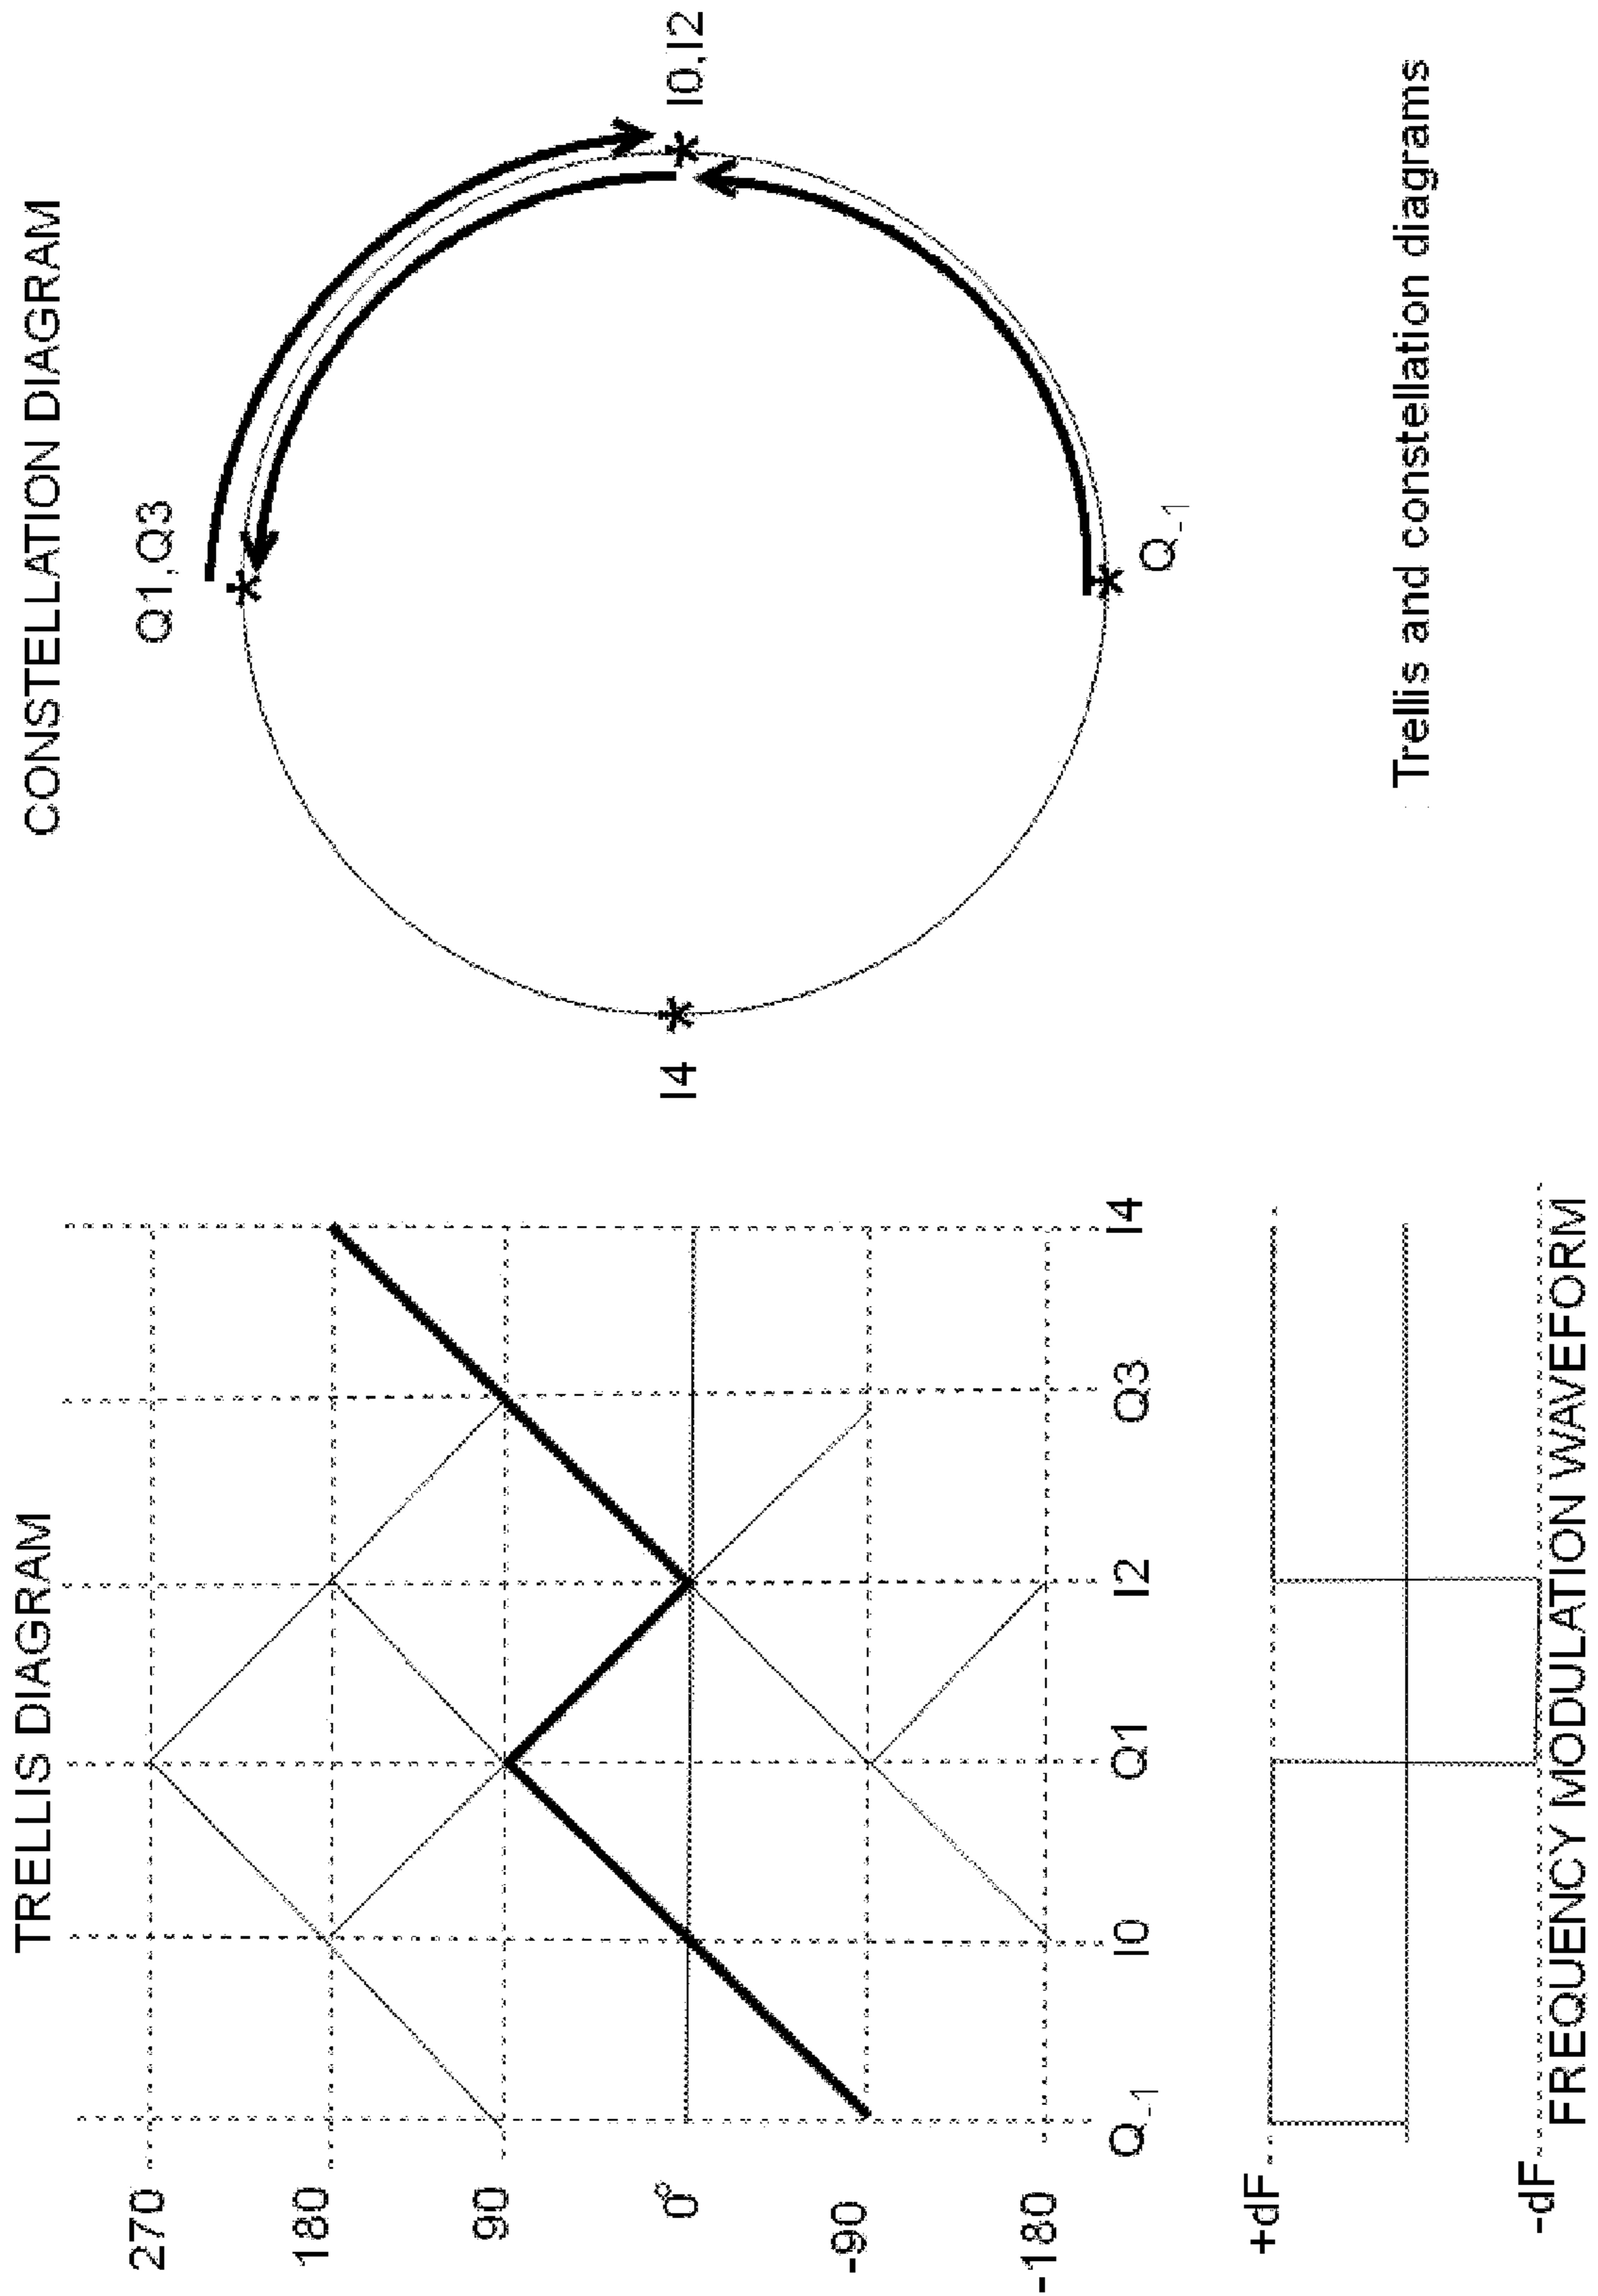 TRELLIS DIAGRAM
270
180
90
0°
-90
-180
Q-1 I0 Q1 I2 Q3 I4
+dF
-dF
FREQUENCY MODULATION WAVEFORM
CONSTELLATION DIAGRAM
Q1,Q3
I4
I0,I2
Q-1
Trellis and constellation diagrams